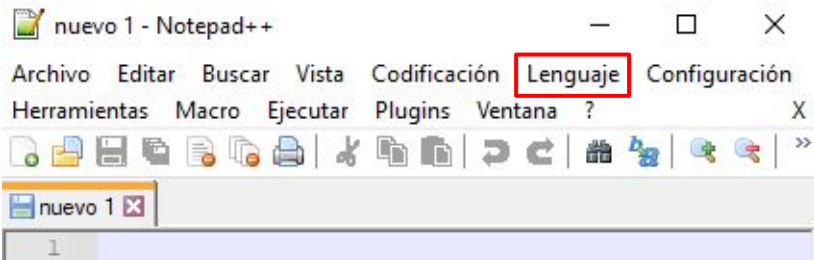 nuevo 1 - Notepad++
Archivo Editar Buscar Vista Codificación Lenguaje Configuración
Herramientas Macro Ejecutar Plugins Ventana ? X
nuevo 1
1